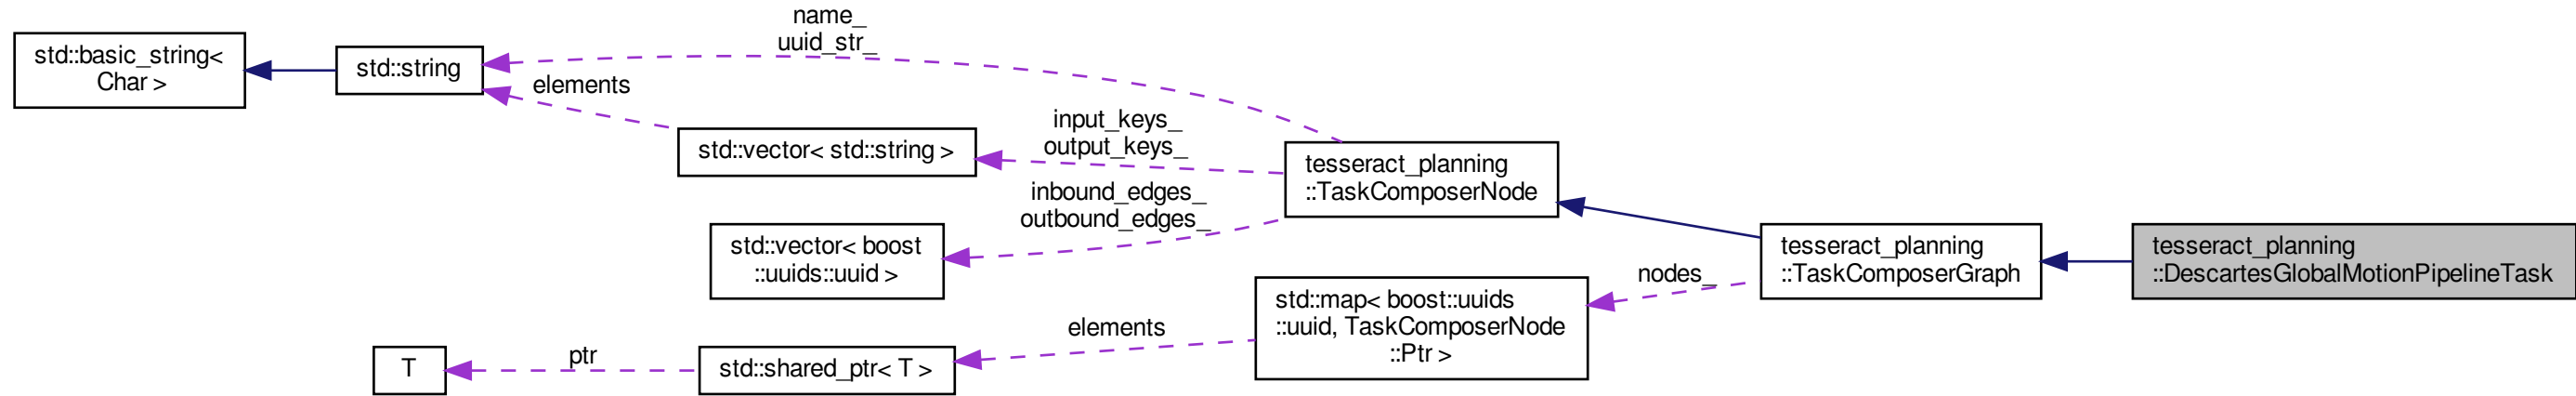 std::basic_string<
Char >
std::string
name_
uuid_str_
elements
std::vector< std::string >
input_keys_
output_keys_
inbound_edges_
outbound_edges_
std::vector< boost
::uuids::uuid >
tesseract_planning
::TaskComposerNode
T
ptr
std::shared_ptr< T >
elements
std::map< boost::uuids
::uuid, TaskComposerNode
::Ptr >
nodes_
tesseract_planning
::TaskComposerGraph
tesseract_planning
::DescartesGlobalMotionPipelineTask